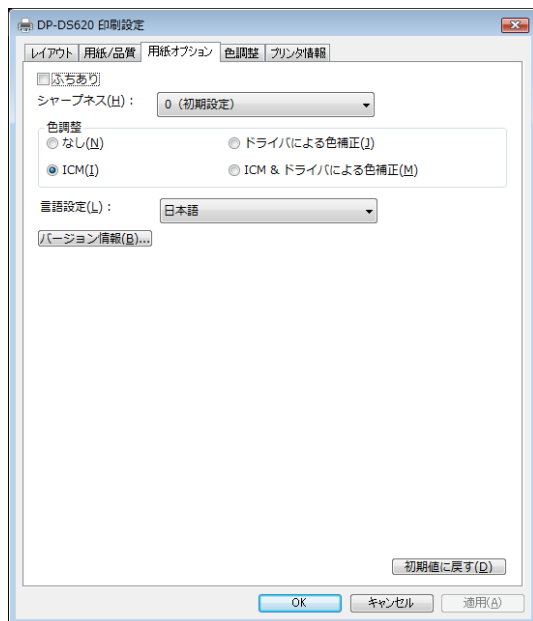 DP-DS620 印刷設定
レイアウト 用紙/品質 用紙オプション 色調整 プリンタ情報
ふちあり
シャープネス(H)： 0（初期設定）
色調整
なし(N) ドライバによる色補正(J)
ICM(I) ICM & ドライバによる色補正(M)
言語設定(L)： 日本語
バージョン情報(B)...
初期値に戻す(D)
OK キャンセル 適用(A)